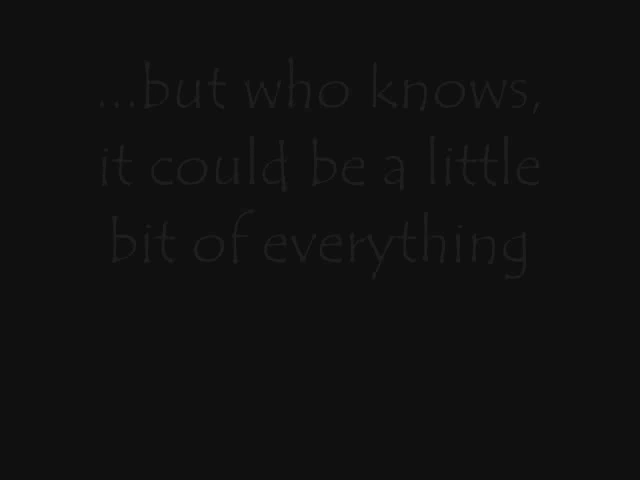 ...but who knows,
it could be a little
bit of everything